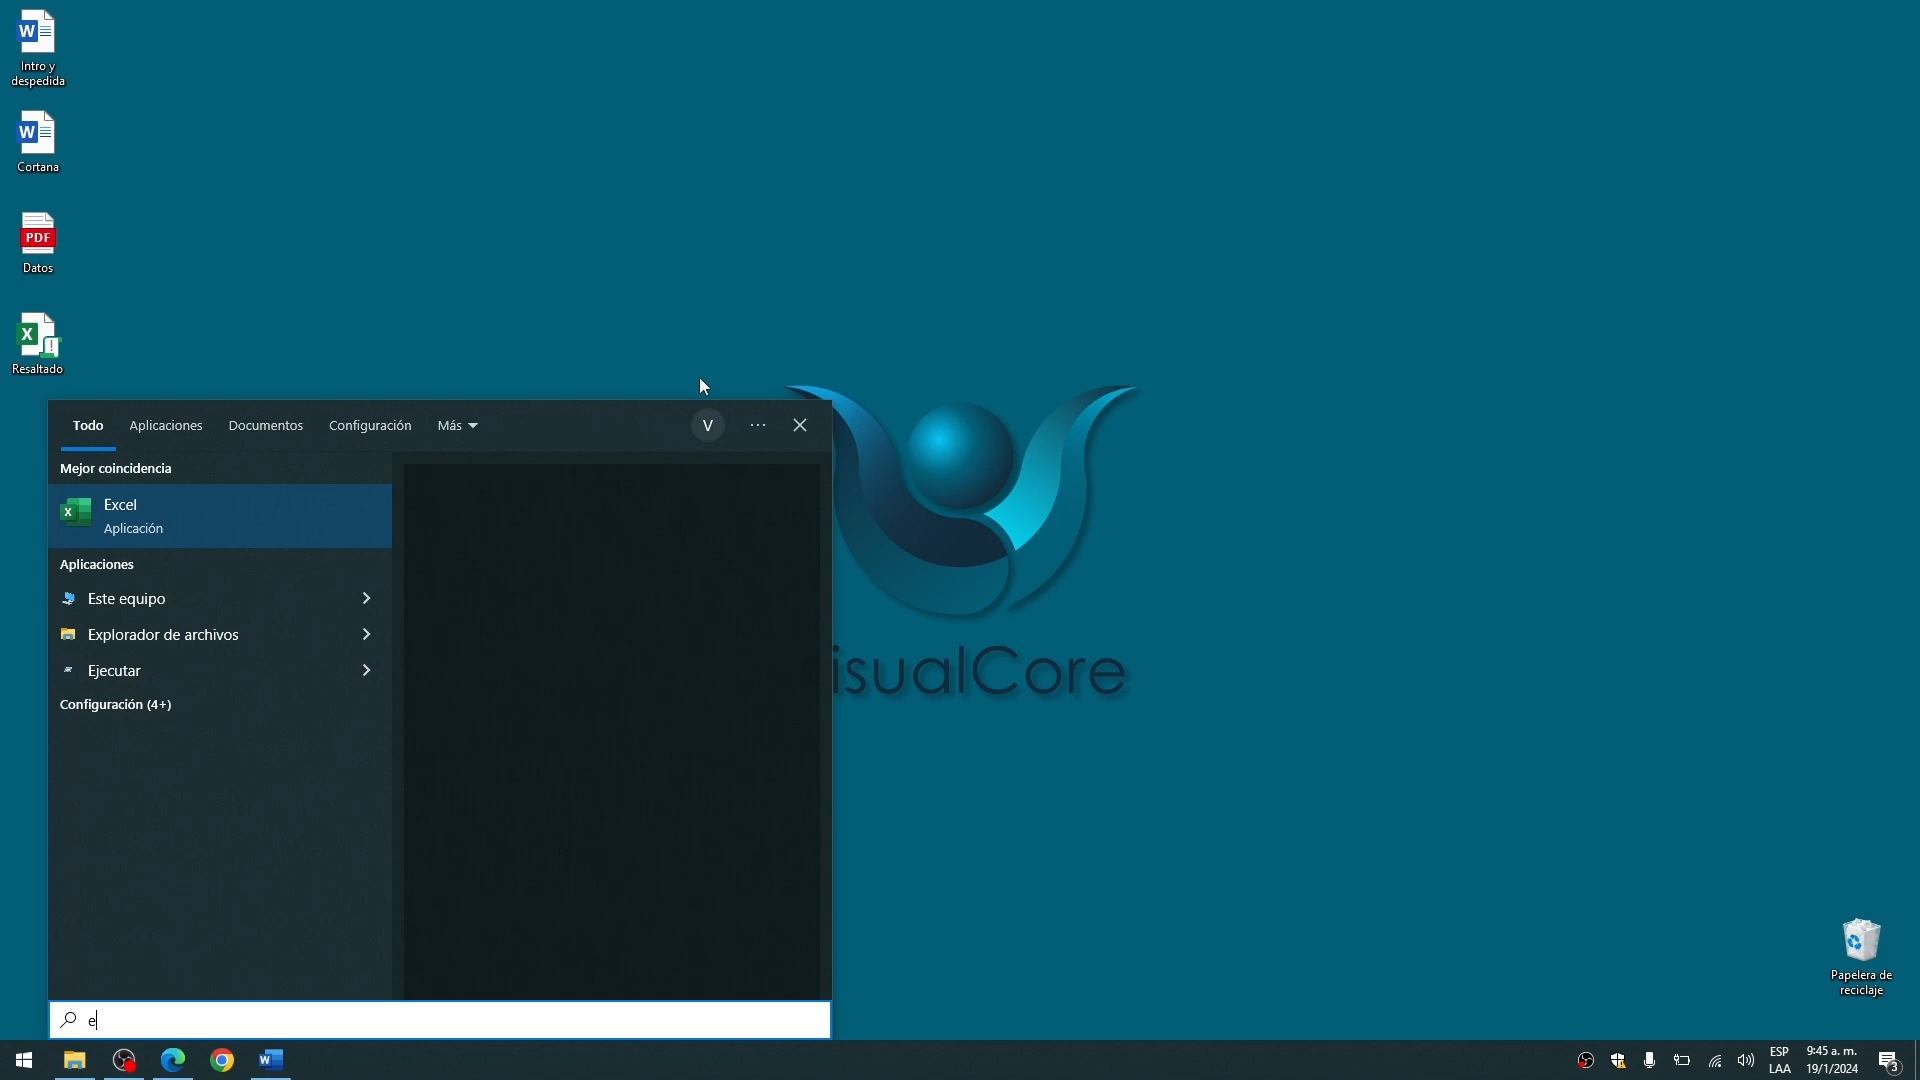 Intro y
despedida
Cortana
PDF
Datos
Resaltado
Todo
Aplicaciones
Documentos
Configuración
Más
V
Mejor coincidencia
Excel
Aplicación
Aplicaciones
Este equipo
Explorador de archivos
Ejecutar
Configuración (4+)
isualCore
e
Papelera de
reciclaje
ESP
LAA
9:45 a. m.
19/1/2024
3